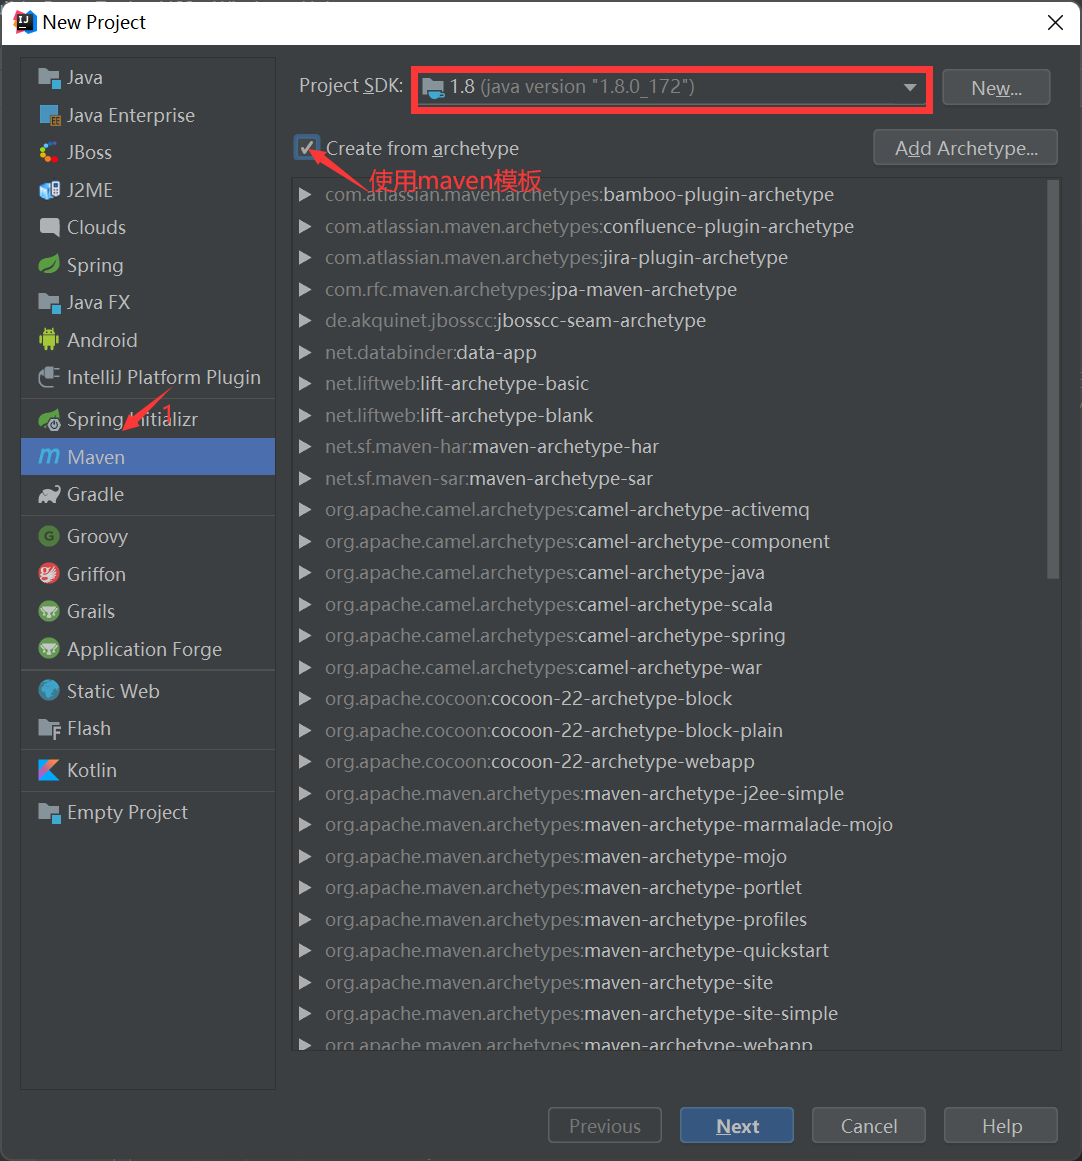 New Project
Java
Java Enterprise
JBoss
J2ME
Clouds
Spring
Java FX
Android
IntelliJ Platform Plugin
Spring Initializr
1
Maven
Gradle
Groovy
Griffon
Grails
Application Forge
Static Web
Flash
Kotlin
Empty Project
Project SDK: 1.8 (java version "1.8.0_172") New...
Create from archetype Add Archetype...
使用maven模板
com.atlassian.maven.archetypes:bamboo-plugin-archetype
com.atlassian.maven.archetypes:confluence-plugin-archetype
com.atlassian.maven.archetypes:jira-plugin-archetype
com.rfc.maven.archetypes:jpa-maven-archetype
de.akquinet.jbosscc:jbosscc-seam-archetype
net.databinder:data-app
net.liftweb:lift-archetype-basic
net.liftweb:lift-archetype-blank
net.sf.maven-har:maven-archetype-har
net.sf.maven-sar:maven-archetype-sar
org.apache.camel.archetypes:camel-archetype-activemq
org.apache.camel.archetypes:camel-archetype-component
org.apache.camel.archetypes:camel-archetype-java
org.apache.camel.archetypes:camel-archetype-scala
org.apache.camel.archetypes:camel-archetype-spring
org.apache.camel.archetypes:camel-archetype-war
org.apache.cocoon:cocoon-22-archetype-block
org.apache.cocoon:cocoon-22-archetype-block-plain
org.apache.cocoon:cocoon-22-archetype-webapp
org.apache.maven.archetypes:maven-archetype-j2ee-simple
org.apache.maven.archetypes:maven-archetype-marmalade-mojo
org.apache.maven.archetypes:maven-archetype-mojo
org.apache.maven.archetypes:maven-archetype-portlet
org.apache.maven.archetypes:maven-archetype-profiles
org.apache.maven.archetypes:maven-archetype-quickstart
org.apache.maven.archetypes:maven-archetype-site
org.apache.maven.archetypes:maven-archetype-site-simple
org.apache.maven.archetypes:maven-archetype-webapp
Previous Next Cancel Help